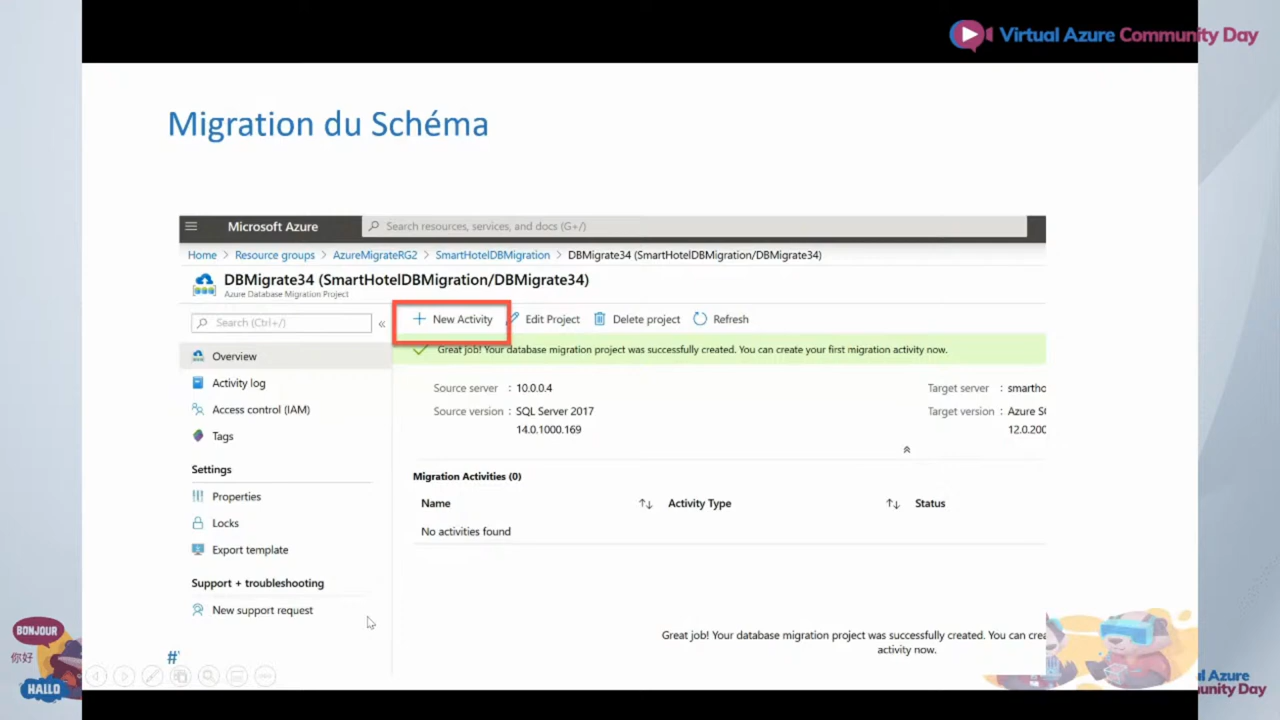 Virtual Azure Community Day
Migration du Schéma
Microsoft Azure
Search resources, services, and docs (G+/)
Home > Resource groups > AzureMigrateRG2 > SmartHotelDBMigration > DBMigrate34 (SmartHotelDBMigration/DBMigrate34)
DBMigrate34 (SmartHotelDBMigration/DBMigrate34)
Azure Database Migration Project
Search (Ctrl+/)
«
+ New Activity
Edit Project
Delete project
Refresh
Great job! Your database migration project was successfully created. You can create your first migration activity now.
Overview
Activity log
Access control (IAM)
Tags
Settings
Properties
Locks
Export template
Support + troubleshooting
New support request
Source server : 10.0.0.4
Source version : SQL Server 2017
14.0.1000.169
Target server : smartho
Target version : Azure SQ
12.0.200
Migration Activities (0)
Name
Activity Type
Status
No activities found
Great job! Your database migration project was successfully created. You can crea
activity now.
BONJOUR
你好
HALLO
#
al Azure
unity Day